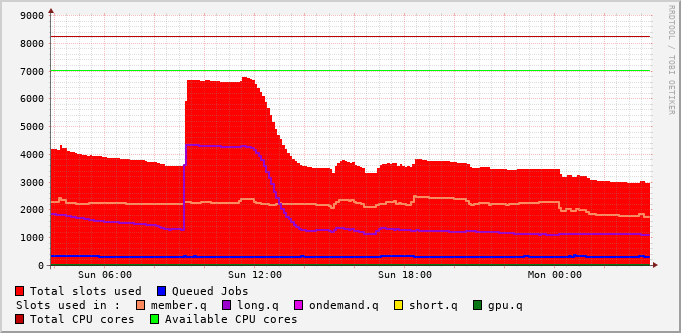 9000
8000
7000
6000
5000
4000
3000
2000
1000
0
Sun 06:00 Sun 12:00 Sun 18:00 Mon 00:00
Total slots used Queued Jobs
Slots used in : member.q long.q ondemand.q short.q gpu.q
Total CPU cores Available CPU cores
RRDTOOL / TOBI OETIKER